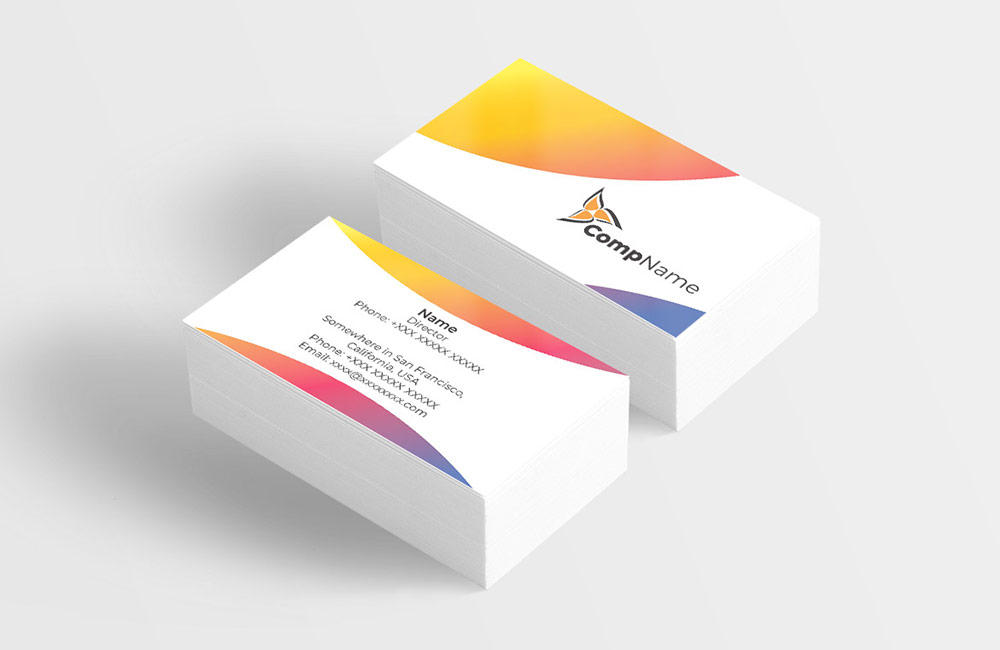 CompName
Name
Director
Phone: +XXX XXXXX XXXXX
Somewhere in San Francisco,
California, USA
Phone: +XXX XXXXX XXXXX
Email: xxxx@xxxxxxxx.com